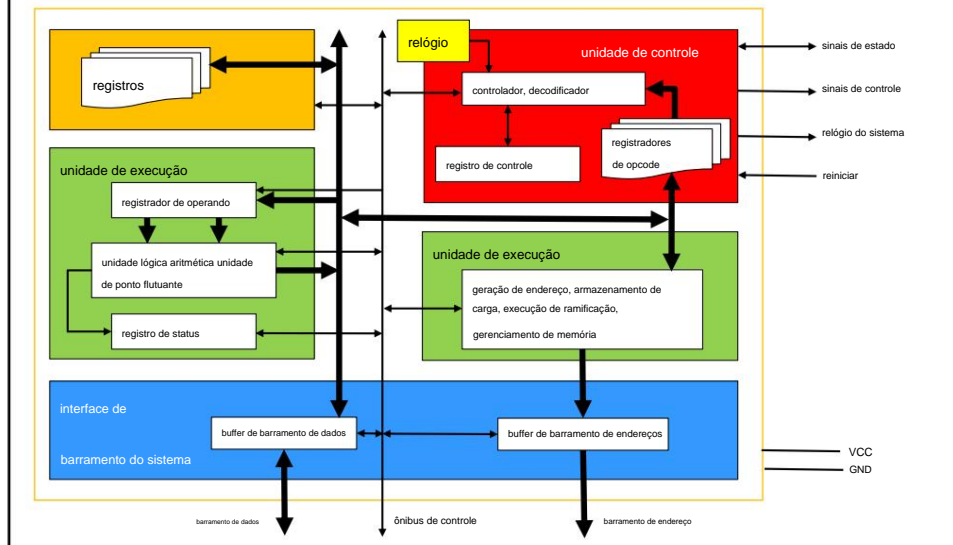 relógio
unidade de controle
sinais de estado
registros
controlador, decodificador
sinais de controle
registradores
de opcode
relógio do sistema
registro de controle
reiniciar
unidade de execução
registrador de operando
unidade lógica aritmética unidade
de ponto flutuante
registro de status
unidade de execução
geração de endereço, armazenamento de
carga, execução de ramificação,
gerenciamento de memória
interface de
barramento do sistema
buffer de barramento de dados
buffer de barramento de endereços
VCC
GND
barramento de dados
ônibus de controle
barramento de endereço